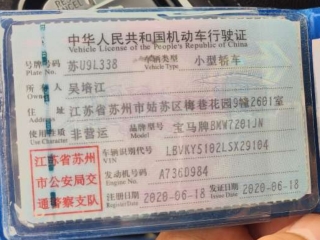 中华人民共和国机动车行驶证
Vehicle License of the People's Republic of China
号牌号码 苏U9L338 车辆类型 小型轿车
Plate No. Vehicle Type
所有人 吴培江
Owner
住址 江苏省苏州市姑苏区梅巷花园9幢2601室
Address
使用性质 非营运 品牌型号 宝马牌BMW7201JN
Use Character Model
江苏省苏州
市公安局交
通警察支队
车辆识别代号 LBVKY5102LSX29104
VIN
发动机号码 A736D984
Engine No.
注册日期 2020-06-18 发证日期 2020-06-18
Register Date Issue Date